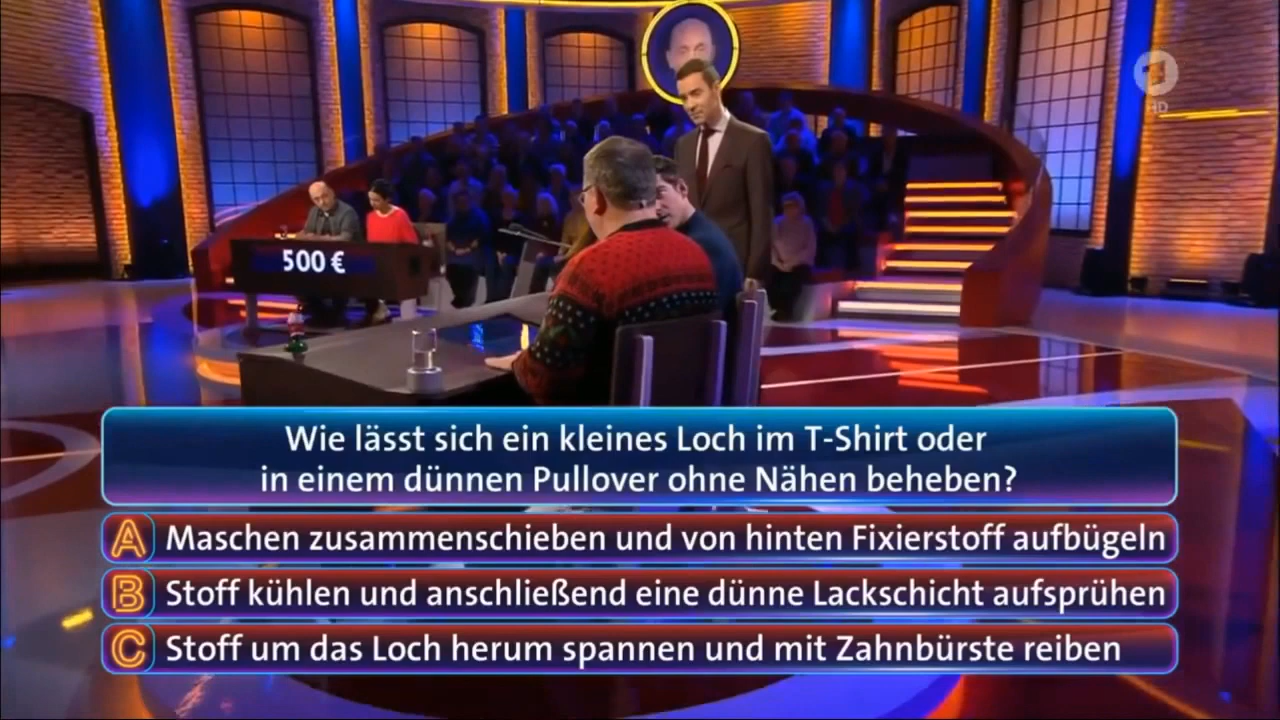 HD
500 €
Wie lässt sich ein kleines Loch im T-Shirt oder
in einem dünnen Pullover ohne Nähen beheben?
A Maschen zusammenschieben und von hinten Fixierstoff aufbügeln
B Stoff kühlen und anschließend eine dünne Lackschicht aufsprühen
C Stoff um das Loch herum spannen und mit Zahnbürste reiben